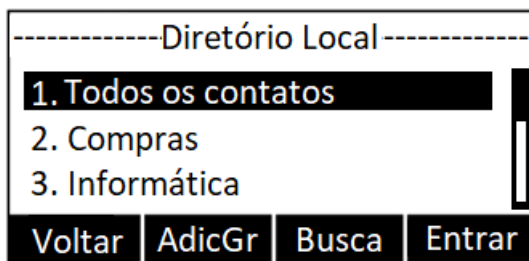 -------------Diretório Local-------------
1. Todos os contatos
2. Compras
3. Informática
Voltar AdicGr Busca Entrar